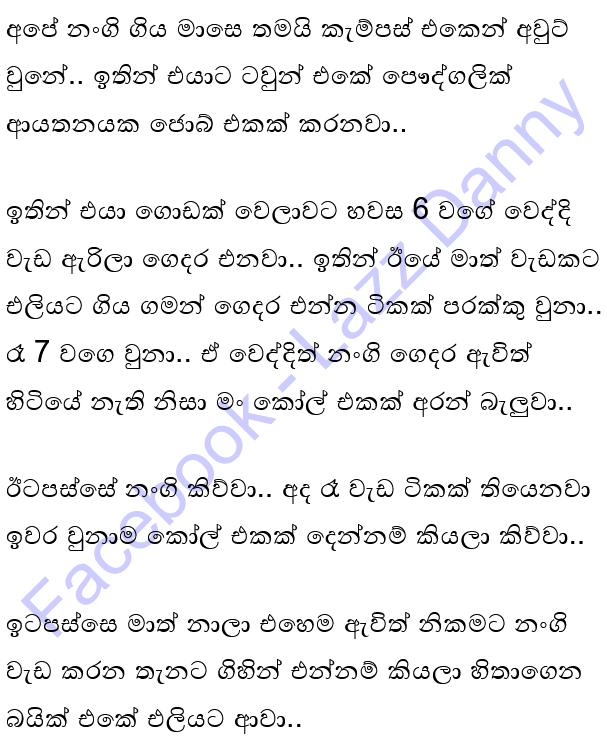 අපේ නංගි ගිය මාසෙ තමයි කැම්පස් එකෙන් අවුට්
වුනේ.. ඉතින් එයාට ටවුන් එකේ පෞද්ගලික්
ආයතනයක ජොබ් එකක් කරනවා..
ඉතින් එයා ගොඩක් වෙලාවට හවස 6 වගේ වෙද්දි
වැඩ ඇරිලා ගෙදර එනවා.. ඉතින් ඊයේ මාත් වැඩකට
එලියට ගිය ගමන් ගෙදර එන්න ටිකක් පරක්කු වුනා..
රෑ 7 වගෙ වුනා.. ඒ වෙද්දිත් නංගි ගෙදර ඇවිත්
හිටියේ නැති නිසා මං කෝල් එකක් අරන් බැලුවා..
ඊටපස්සේ නංගි කිව්වා.. අද රෑ වැඩ ටිකක් තියෙනවා
ඉවර වුනාම කෝල් එකක් දෙන්නම් කියලා කිව්වා..
ඉටපස්සෙ මාත් නාලා එහෙම ඇවිත් නිකමට නංගි
වැඩ කරන තැනට ගිහින් එන්නම් කියලා හිතාගෙන
බයික් එකේ එලියට ආවා..
Facebook - Lazz Danny